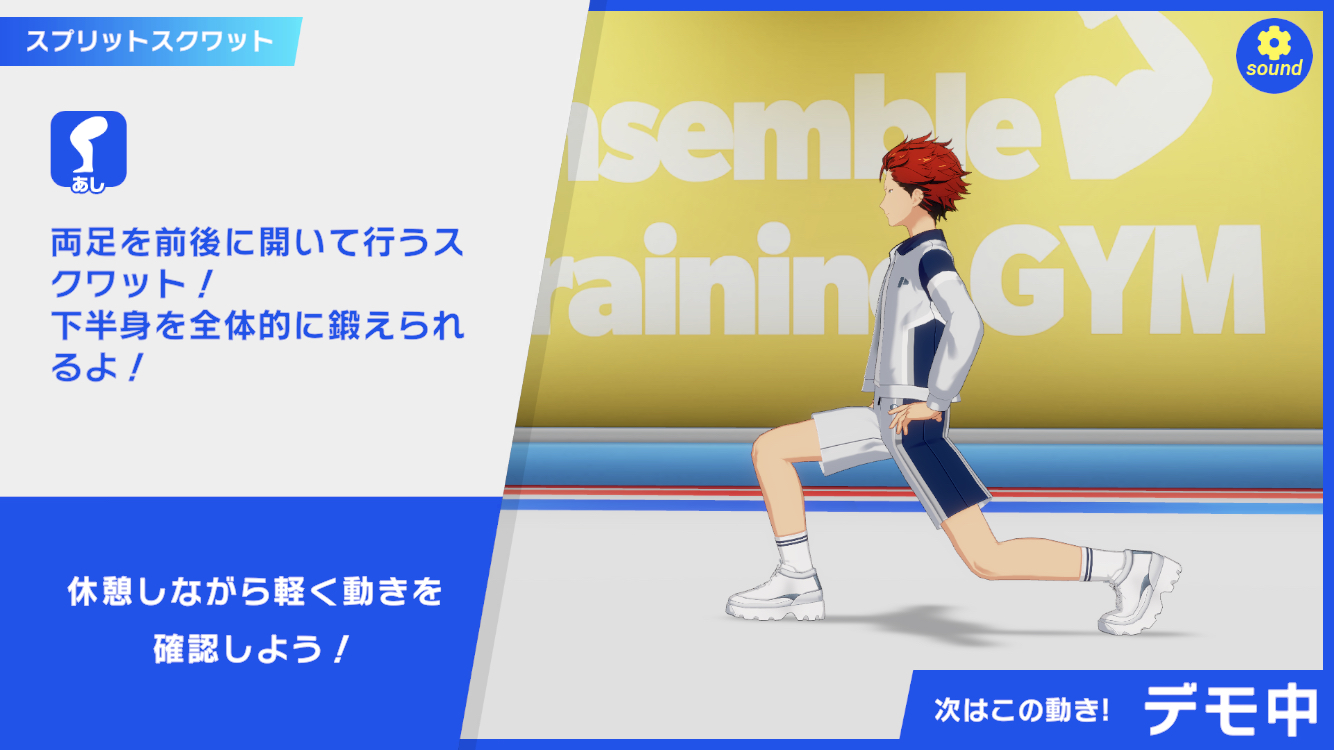 スプリットスクワット
あし
両足を前後に開いて行うス
クワット！
下半身を全体的に鍛えられ
るよ！
休憩しながら軽く動きを
確認しよう！
nsemble
raining GYM
sound
次はこの動き!
デモ中